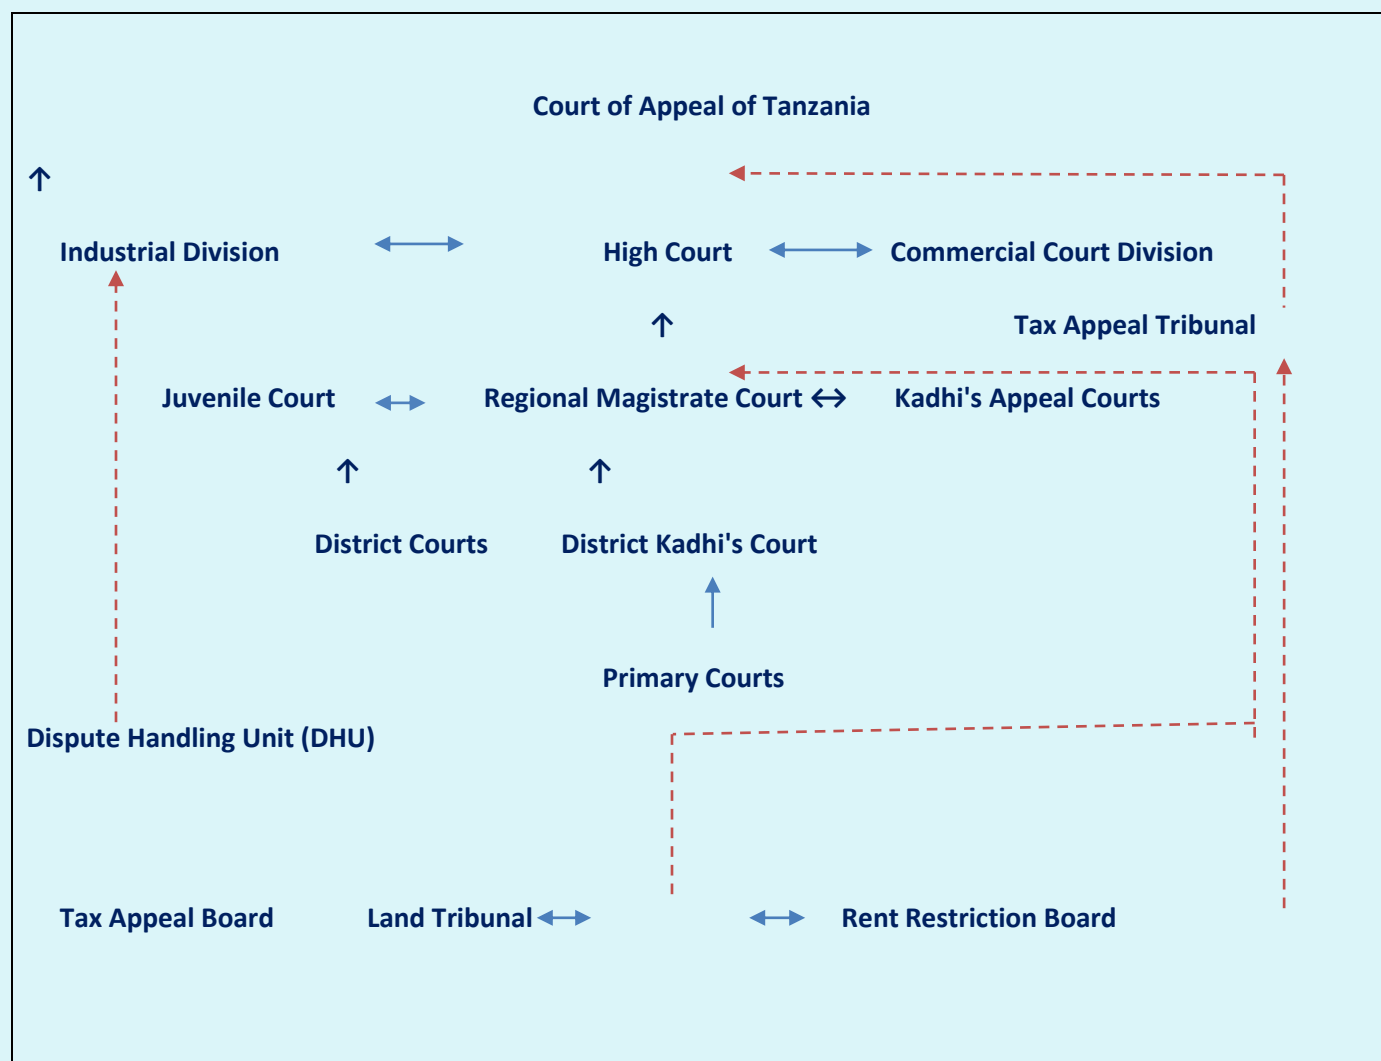 Court of Appeal of Tanzania
↑
Industrial Division High Court Commercial Court Division
↑ Tax Appeal Tribunal
Juvenile Court Regional Magistrate Court ↔ Kadhi's Appeal Courts
↑ ↑
District Courts District Kadhi's Court
Primary Courts
Dispute Handling Unit (DHU)
Tax Appeal Board Land Tribunal Rent Restriction Board